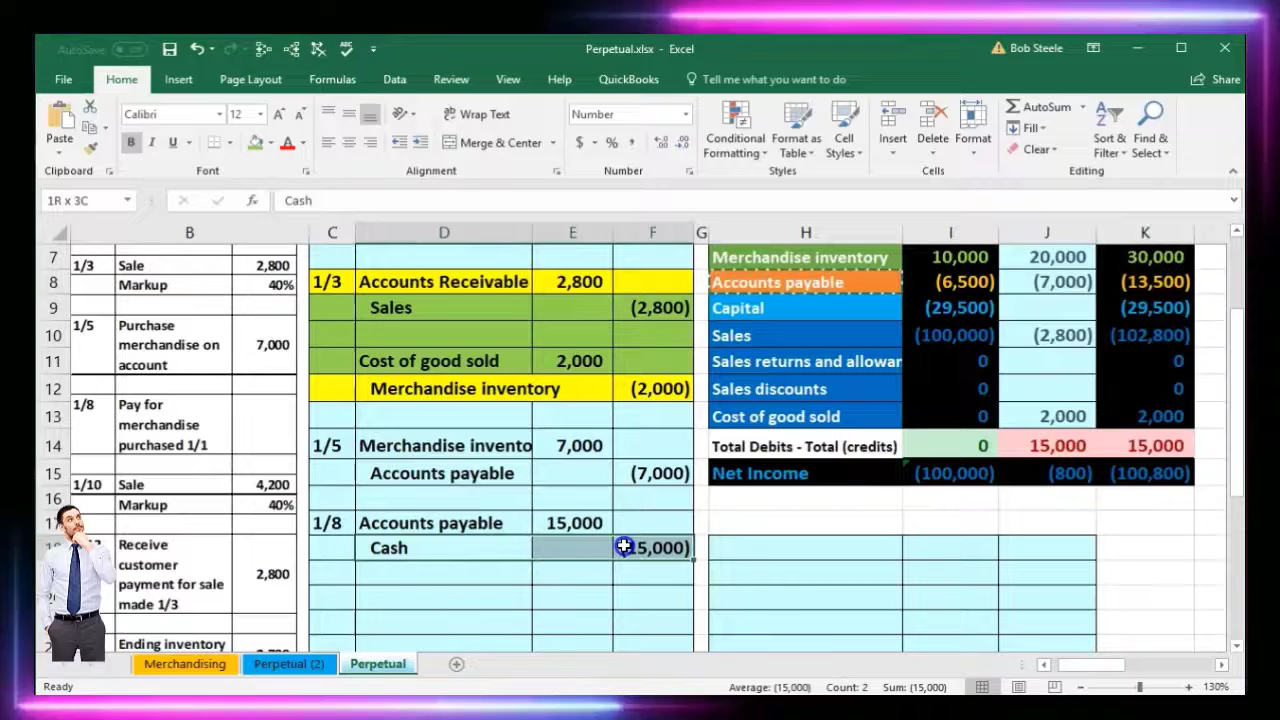 AutoSave Off Perpetual.xlsx - Excel Bob Steele
File Home Insert Page Layout Formulas Data Review View Help QuickBooks Tell me what you want to do Share
Calibri 12 Wrap Text Number AutoSum
Paste Merge & Center Conditional Formatting Format as Table Cell Styles Insert Delete Format Fill Sort & Filter Find & Select
Clear
Clipboard Font Alignment Number Styles Cells Editing
1R x 3C fx Cash
B C D E F G H I J K
7 Merchandise inventory 10,000 20,000 30,000
1/3 Sale 2,800
8 1/3 Accounts Receivable 2,800 Accounts payable (6,500) (7,000) (13,500)
Markup 40%
9 Sales (2,800) Capital (29,500) (29,500)
1/5 Purchase merchandise on account 7,000
10 Sales (100,000) (2,800) (102,800)
11 Cost of good sold 2,000 Sales returns and allowar 0 0
12 Merchandise inventory (2,000) Sales discounts 0 0
1/8 Pay for merchandise purchased 1/1
13 Cost of good sold 0 2,000 2,000
14 1/5 Merchandise invento 7,000 Total Debits - Total (credits) 0 15,000 15,000
15 Accounts payable (7,000) Net Income (100,000) (800) (100,800)
1/10 Sale 4,200
16
Markup 40%
1/8 Accounts payable 15,000
Cash 15,000)
Receive customer payment for sale made 1/3 2,800
Ending inventory
Merchandising Perpetual (2) Perpetual
Ready Average: (15,000) Count: 2 Sum: (15,000) 130%